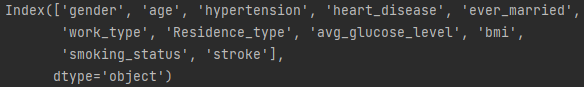 Index(['gender', 'age', 'hypertension', 'heart_disease', 'ever_married',
'work_type', 'Residence_type', 'avg_glucose_level', 'bmi',
'smoking_status', 'stroke'],
dtype='object')